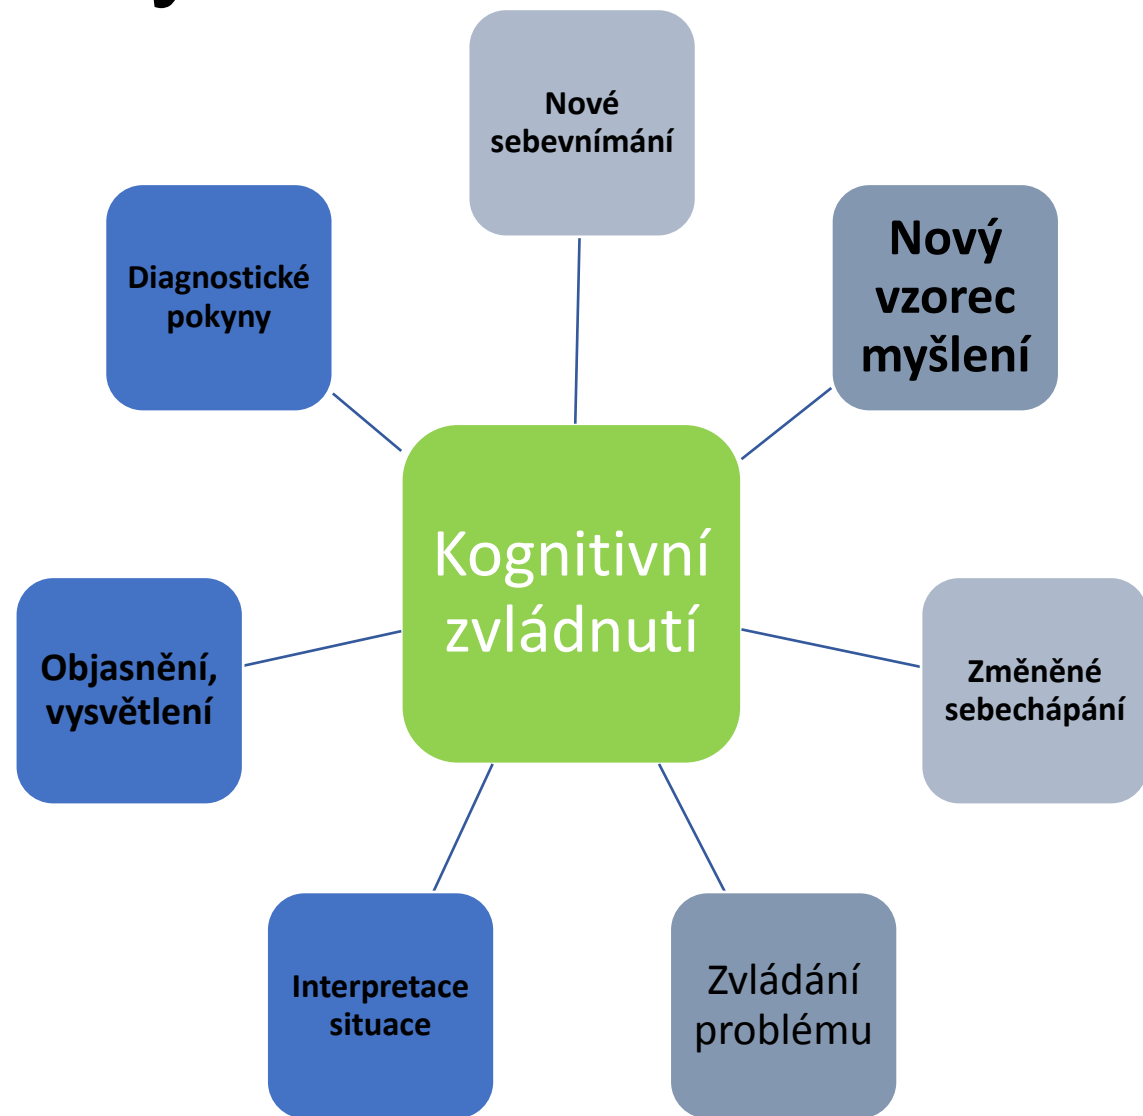 Nové
sebevnímání
Nový
vzorec
myšlení
Diagnostické
pokyny
Kognitivní
zvládnutí
Objasnění,
vysvětlení
Změněné
sebechápání
Interpretace
situace
Zvládání
problému